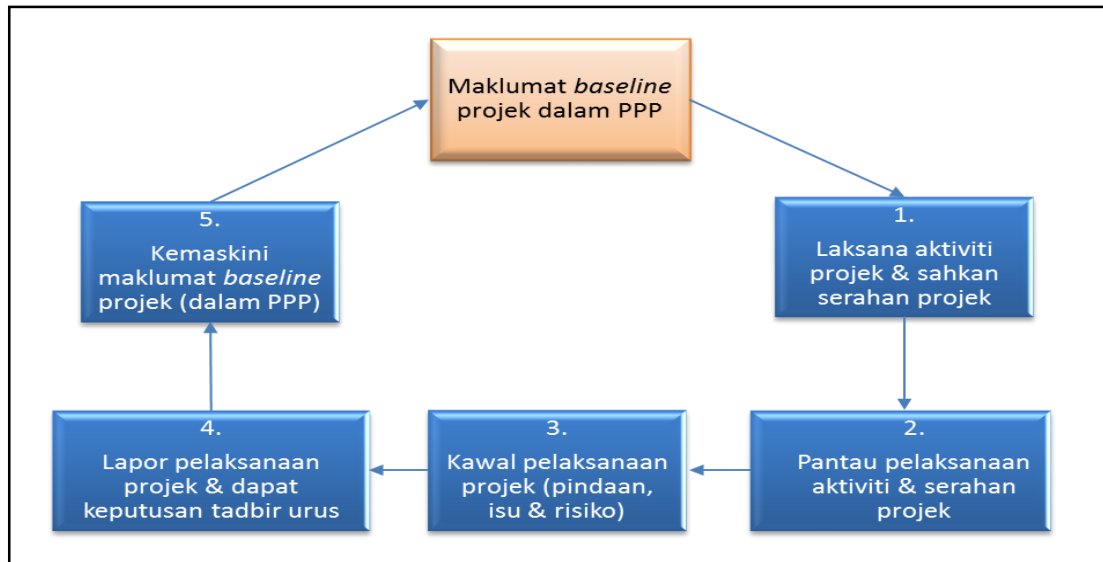 Maklumat baseline
projek dalam PPP
1.
Laksana aktiviti
projek & sahkan
serahan projek
2.
Pantau pelaksanaan
aktiviti & serahan
projek
3.
Kawal pelaksanaan
projek (pindaan,
isu & risiko)
4.
Lapor pelaksanaan
projek & dapat
keputusan tadbir urus
5.
Kemaskini
maklumat baseline
projek (dalam PPP)